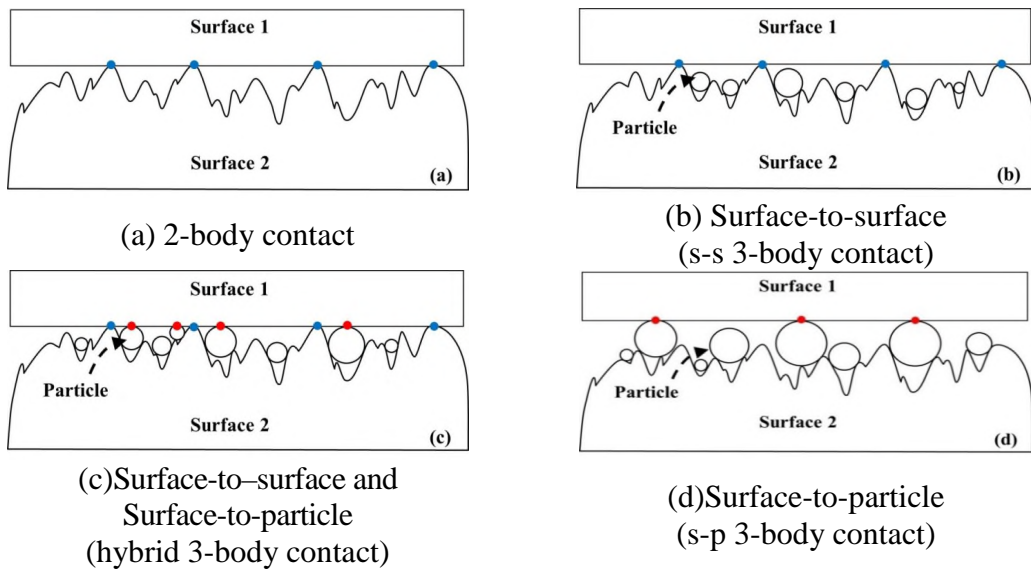 Surface 1
Surface 2
(a)
(a) 2-body contact
Surface 1
Particle
Surface 2
(b)
(b) Surface-to-surface
(s-s 3-body contact)
Surface 1
Particle
Surface 2
(c)
(c)Surface-to–surface and
Surface-to-particle
(hybrid 3-body contact)
Surface 1
Particle
Surface 2
(d)
(d)Surface-to-particle
(s-p 3-body contact)